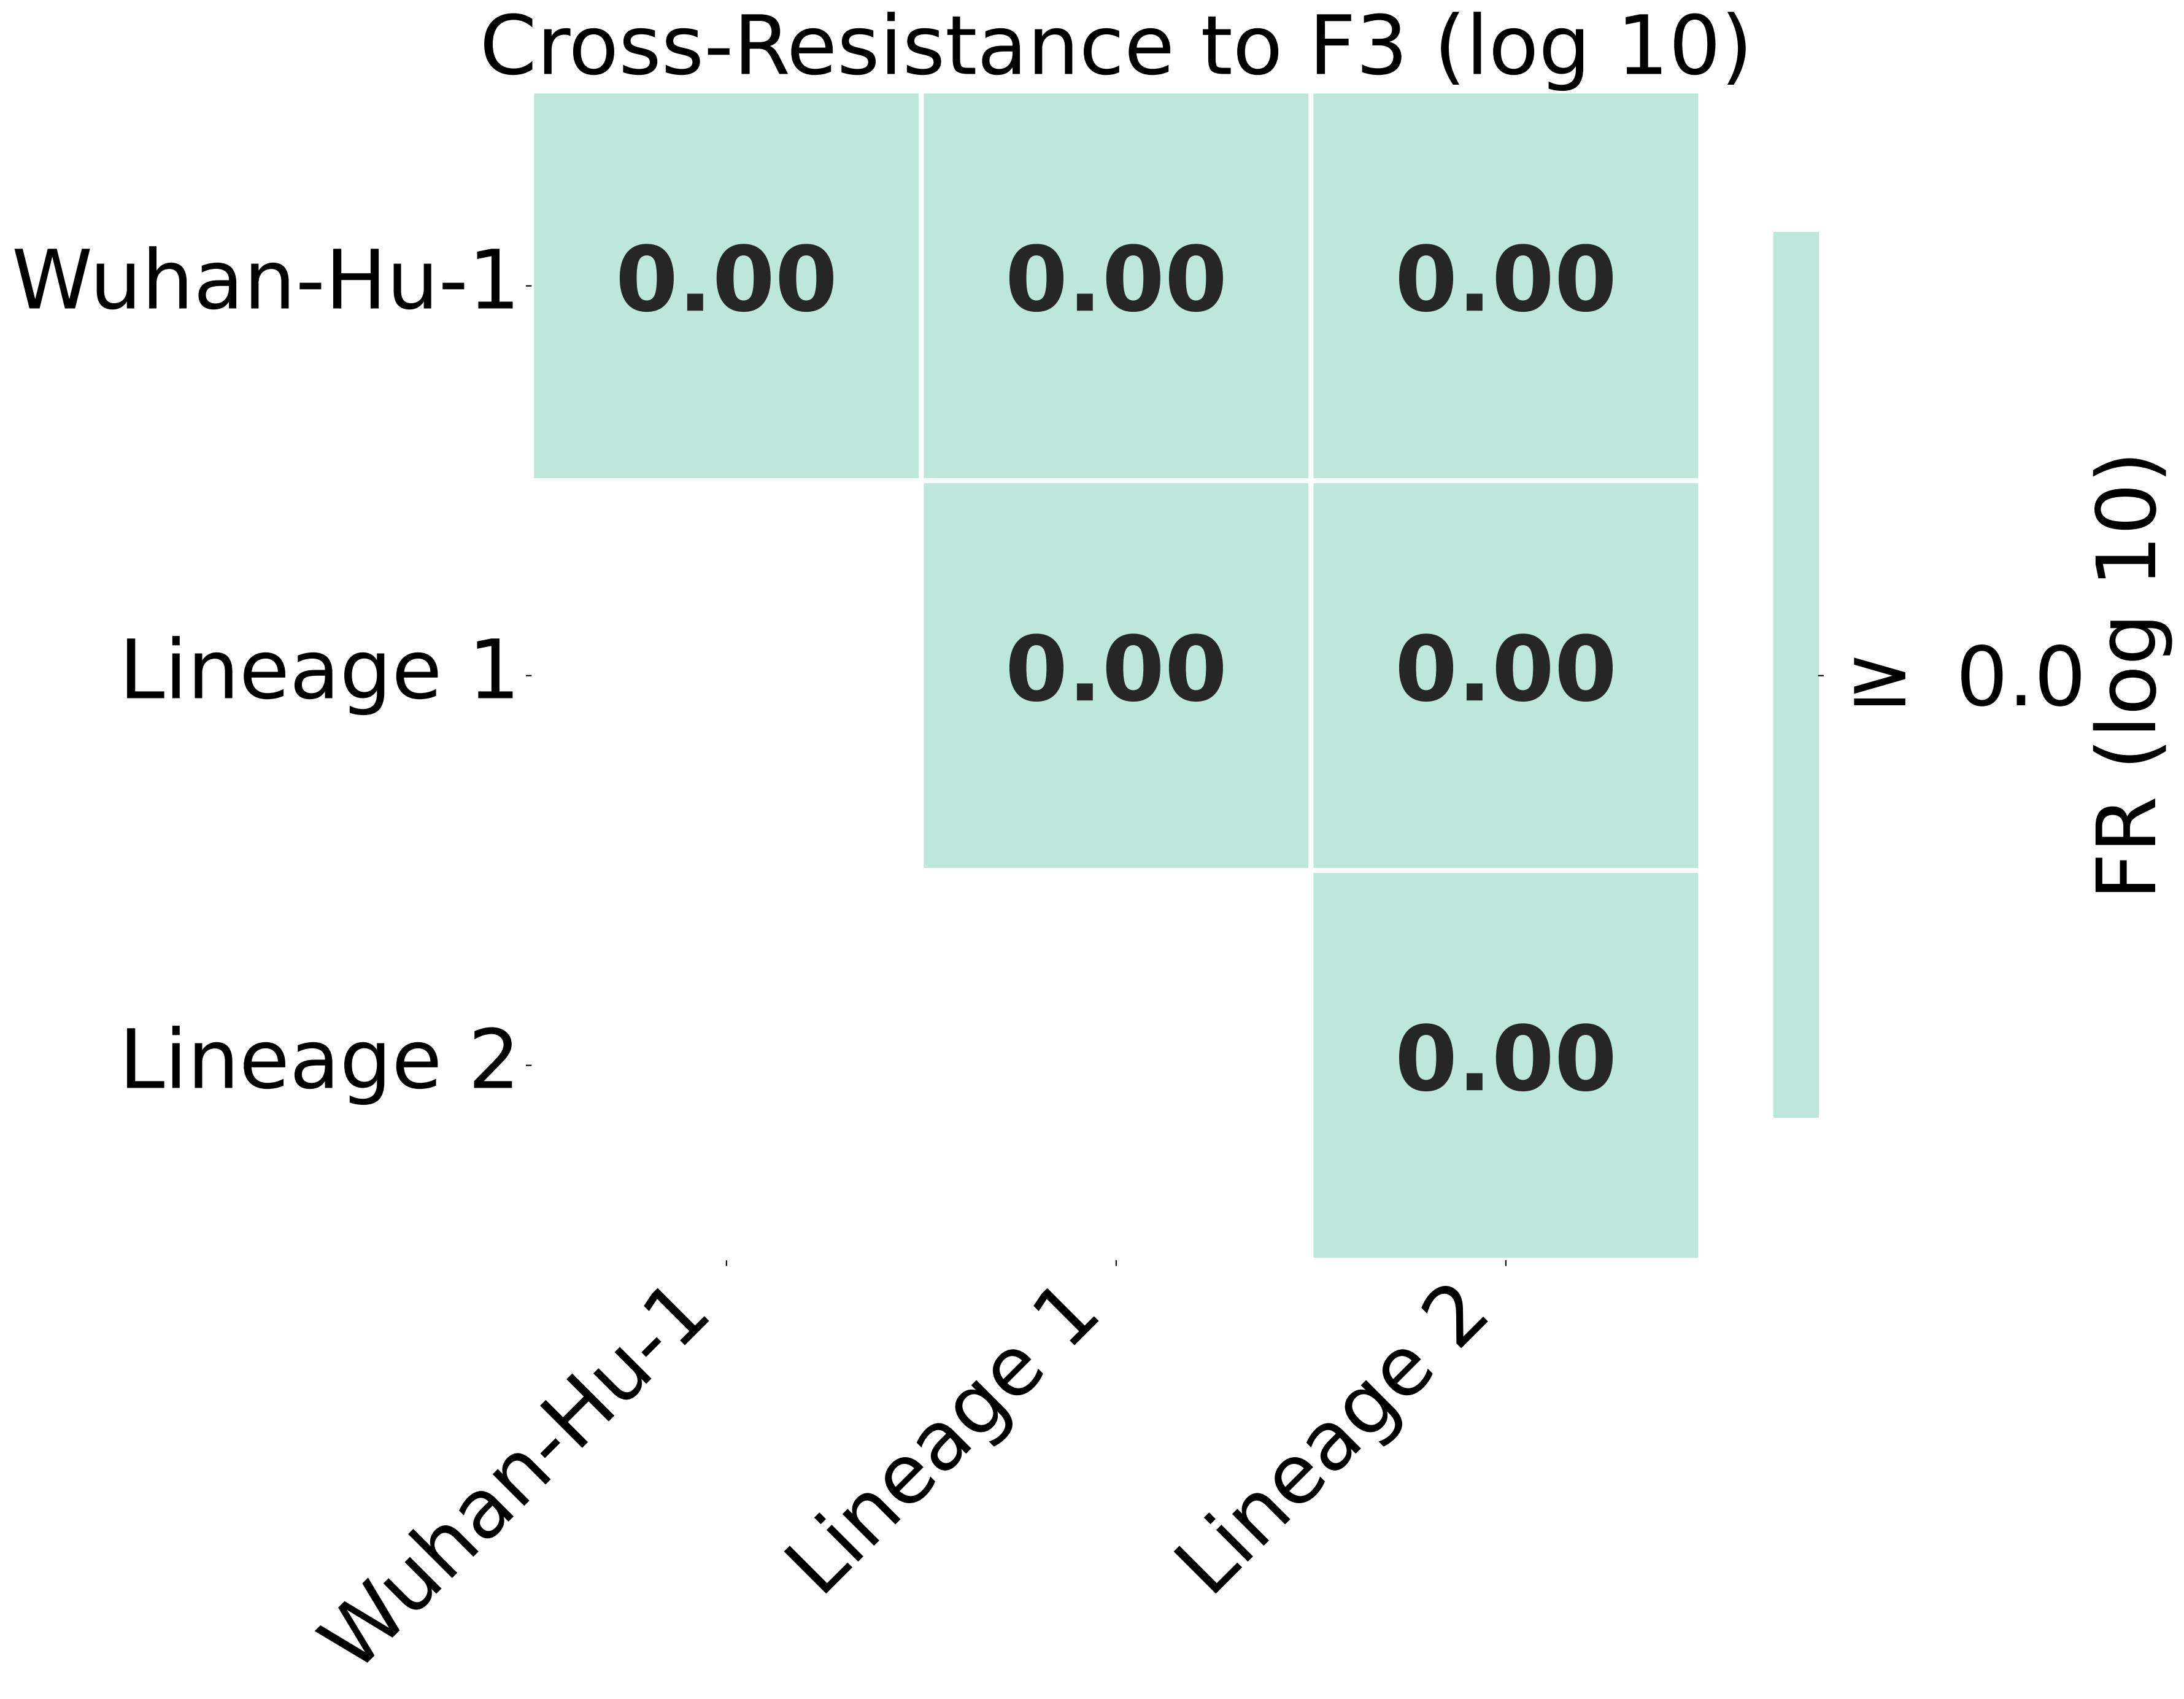 Cross-Resistance to F3 (log 10)
Wuhan-Hu-1
0.00 0.00 0.00
Lineage 1
0.00 0.00
Lineage 2
0.00
≥ 0.0
FR (log 10)
Wuhan-Hu-1
Lineage 1
Lineage 2